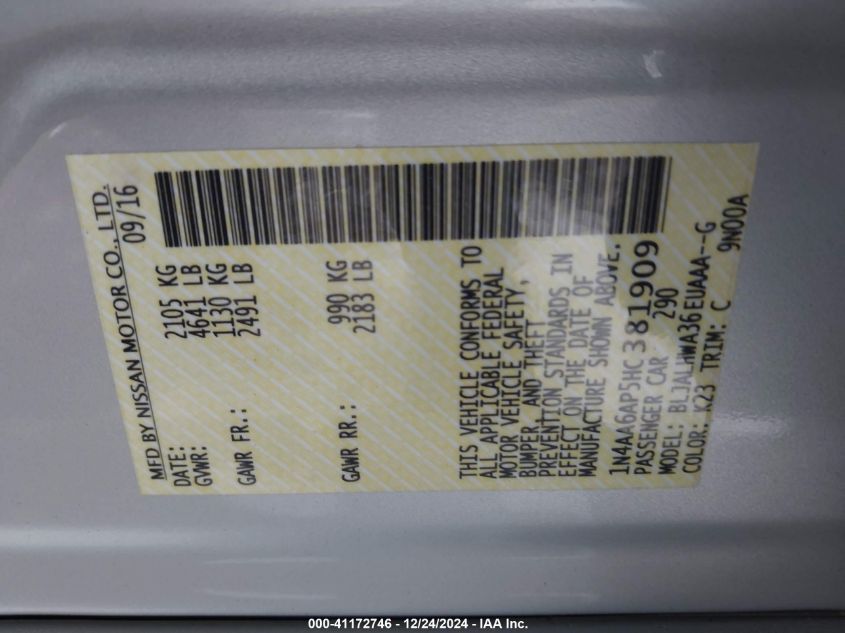 MFD BY NISSAN MOTOR CO., LTD.
DATE: 09/16
GVWR: 2105 KG
4641 LB
GAWR FR.: 1130 KG
2491 LB
GAWR RR.: 990 KG
2183 LB
THIS VEHICLE CONFORMS TO
ALL APPLICABLE FEDERAL
MOTOR VEHICLE SAFETY,
BUMPER, AND THEFT
PREVENTION STANDARDS IN
EFFECT ON THE DATE OF
MANUFACTURE SHOWN ABOVE.
1N4AA6AP5HC381909
PASSENGER CAR 290
MODEL: BLJALHWA36EUAAA--G
COLOR: K23 TRIM: C 9N00A
000-41172746 - 12/24/2024 - IAA Inc.